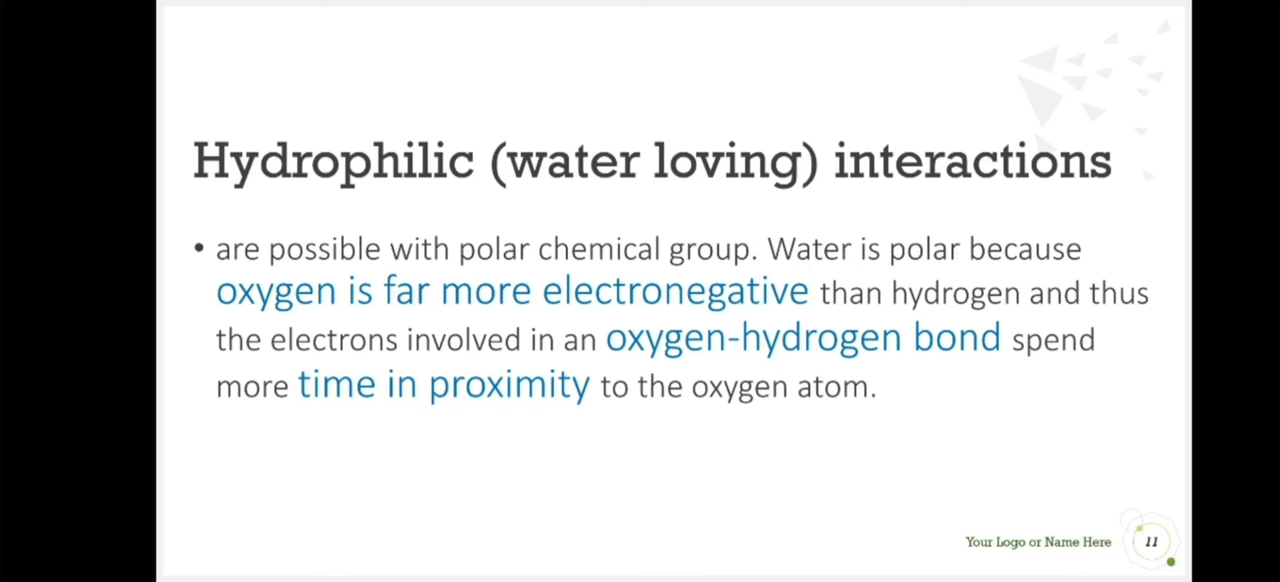 Hydrophilic (water loving) interactions
• are possible with polar chemical group. Water is polar because
oxygen is far more electronegative than hydrogen and thus
the electrons involved in an oxygen-hydrogen bond spend
more time in proximity to the oxygen atom.
Your Logo or Name Here
11